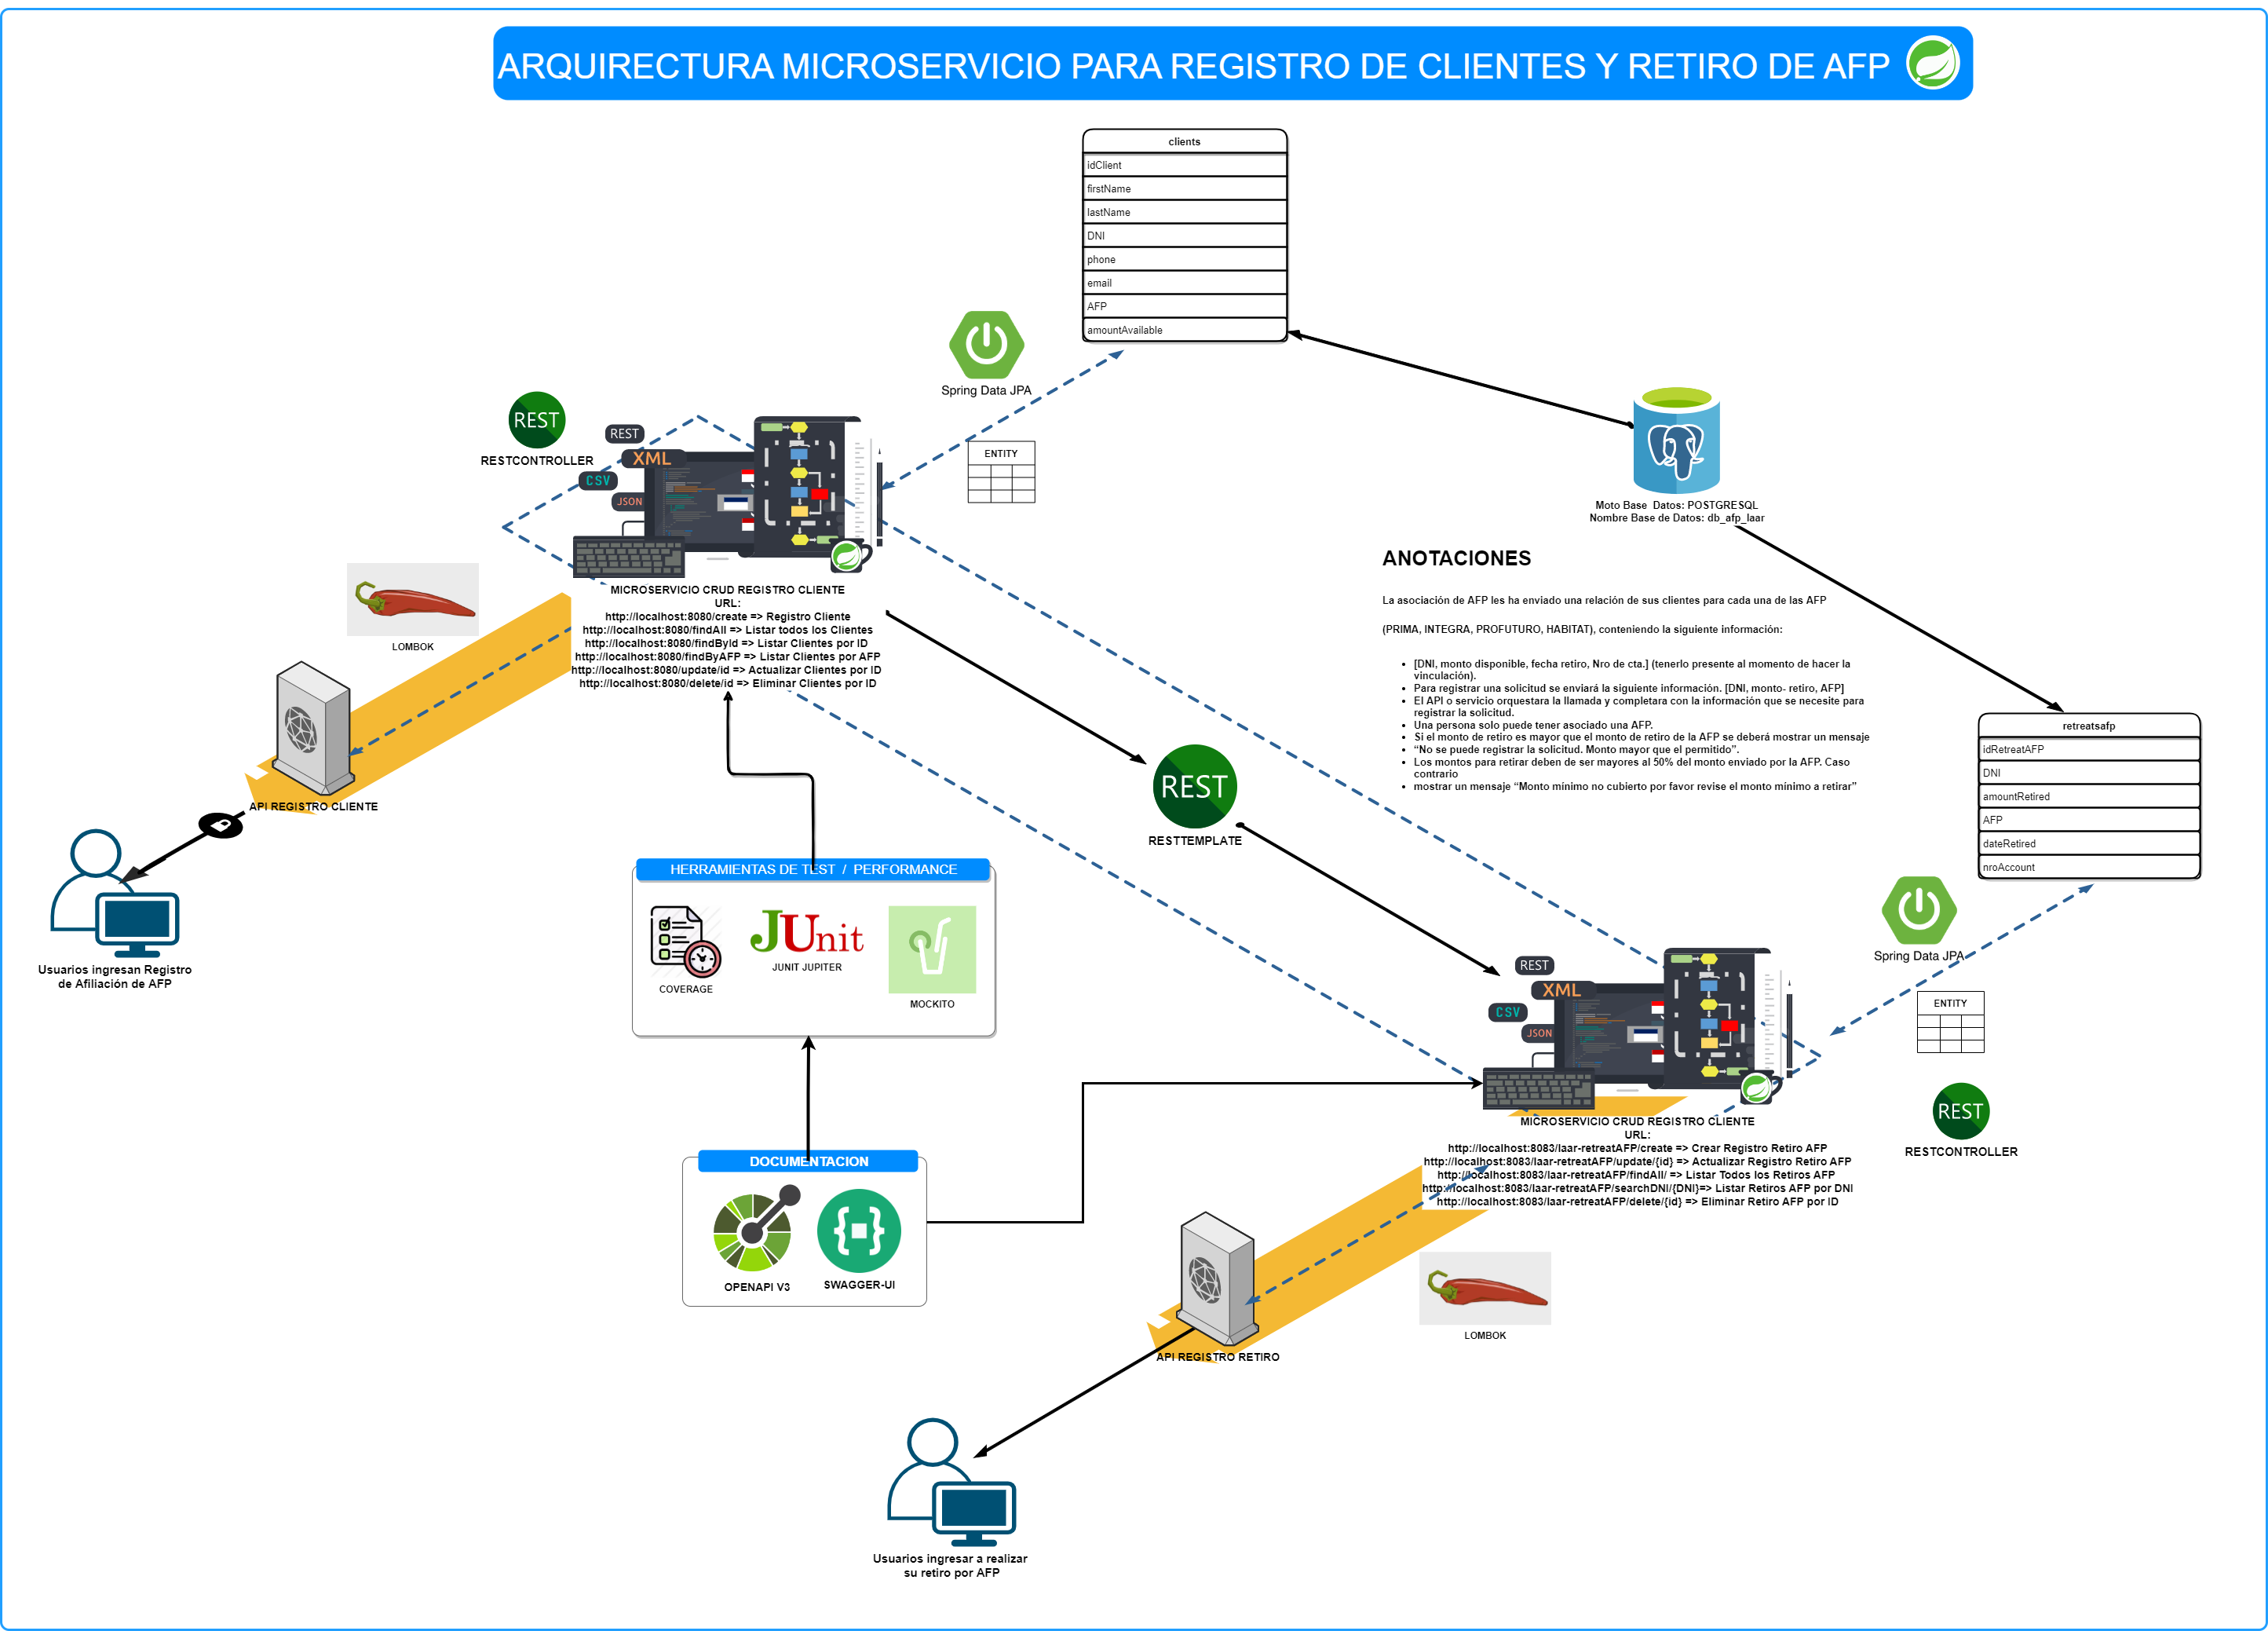 ARQUIRECTURA MICROSERVICIO PARA REGISTRO DE CLIENTES Y RETIRO DE AFP
clients
idClient
firstName
lastName
DNI
phone
email
AFP
amountAvailable
Spring Data JPA
ENTITY
REST
RESTCONTROLLER
REST
XML
CSV
JSON
MICROSERVICIO CRUD REGISTRO CLIENTE
URL:
http://localhost:8080/create => Registro Cliente
http://localhost:8080/findAll => Listar todos los Clientes
http://localhost:8080/findById => Listar Clientes por ID
http://localhost:8080/findByAFP => Listar Clientes por AFP
http://localhost:8080/update/id => Actualizar Clientes por ID
http://localhost:8080/delete/id => Eliminar Clientes por ID
LOMBOK
API REGISTRO CLIENTE
Usuarios ingresan Registro
de Afiliación de AFP
Moto Base  Datos: POSTGRESQL
Nombre Base de Datos: db_afp_laar
ANOTACIONES
La asociación de AFP les ha enviado una relación de sus clientes para cada una de las AFP
(PRIMA, INTEGRA, PROFUTURO, HABITAT), conteniendo la siguiente información:
• [DNI, monto disponible, fecha retiro, Nro de cta.] (tenerlo presente al momento de hacer la
vinculación).
• Para registrar una solicitud se enviará la siguiente información. [DNI, monto- retiro, AFP]
• El API o servicio orquestara la llamada y completara con la información que se necesite para
registrar la solicitud.
• Una persona solo puede tener asociado una AFP.
• Si el monto de retiro es mayor que el monto de retiro de la AFP se deberá mostrar un mensaje
• “No se puede registrar la solicitud. Monto mayor que el permitido”.
• Los montos para retirar deben de ser mayores al 50% del monto enviado por la AFP. Caso
contrario
• mostrar un mensaje “Monto mínimo no cubierto por favor revise el monto mínimo a retirar”
REST
RESTTEMPLATE
retreatsafp
idRetreatAFP
DNI
amountRetired
AFP
dateRetired
nroAccount
Spring Data JPA
ENTITY
REST
RESTCONTROLLER
HERRAMIENTAS DE TEST / PERFORMANCE
COVERAGE
JUnit
JUNIT JUPITER
MOCKITO
DOCUMENTACION
OPENAPI V3
SWAGGER-UI
REST
XML
CSV
JSON
MICROSERVICIO CRUD REGISTRO CLIENTE
URL:
http://localhost:8083/laar-retreatAFP/create => Crear Registro Retiro AFP
http://localhost:8083/laar-retreatAFP/update/{id} => Actualizar Registro Retiro AFP
http://localhost:8083/laar-retreatAFP/findAll/ => Listar Todos los Retiros AFP
http://localhost:8083/laar-retreatAFP/searchDNI/{DNI}=> Listar Retiros AFP por DNI
http://localhost:8083/laar-retreatAFP/delete/{id} => Eliminar Retiro AFP por ID
LOMBOK
API REGISTRO RETIRO
Usuarios ingresar a realizar
su retiro por AFP